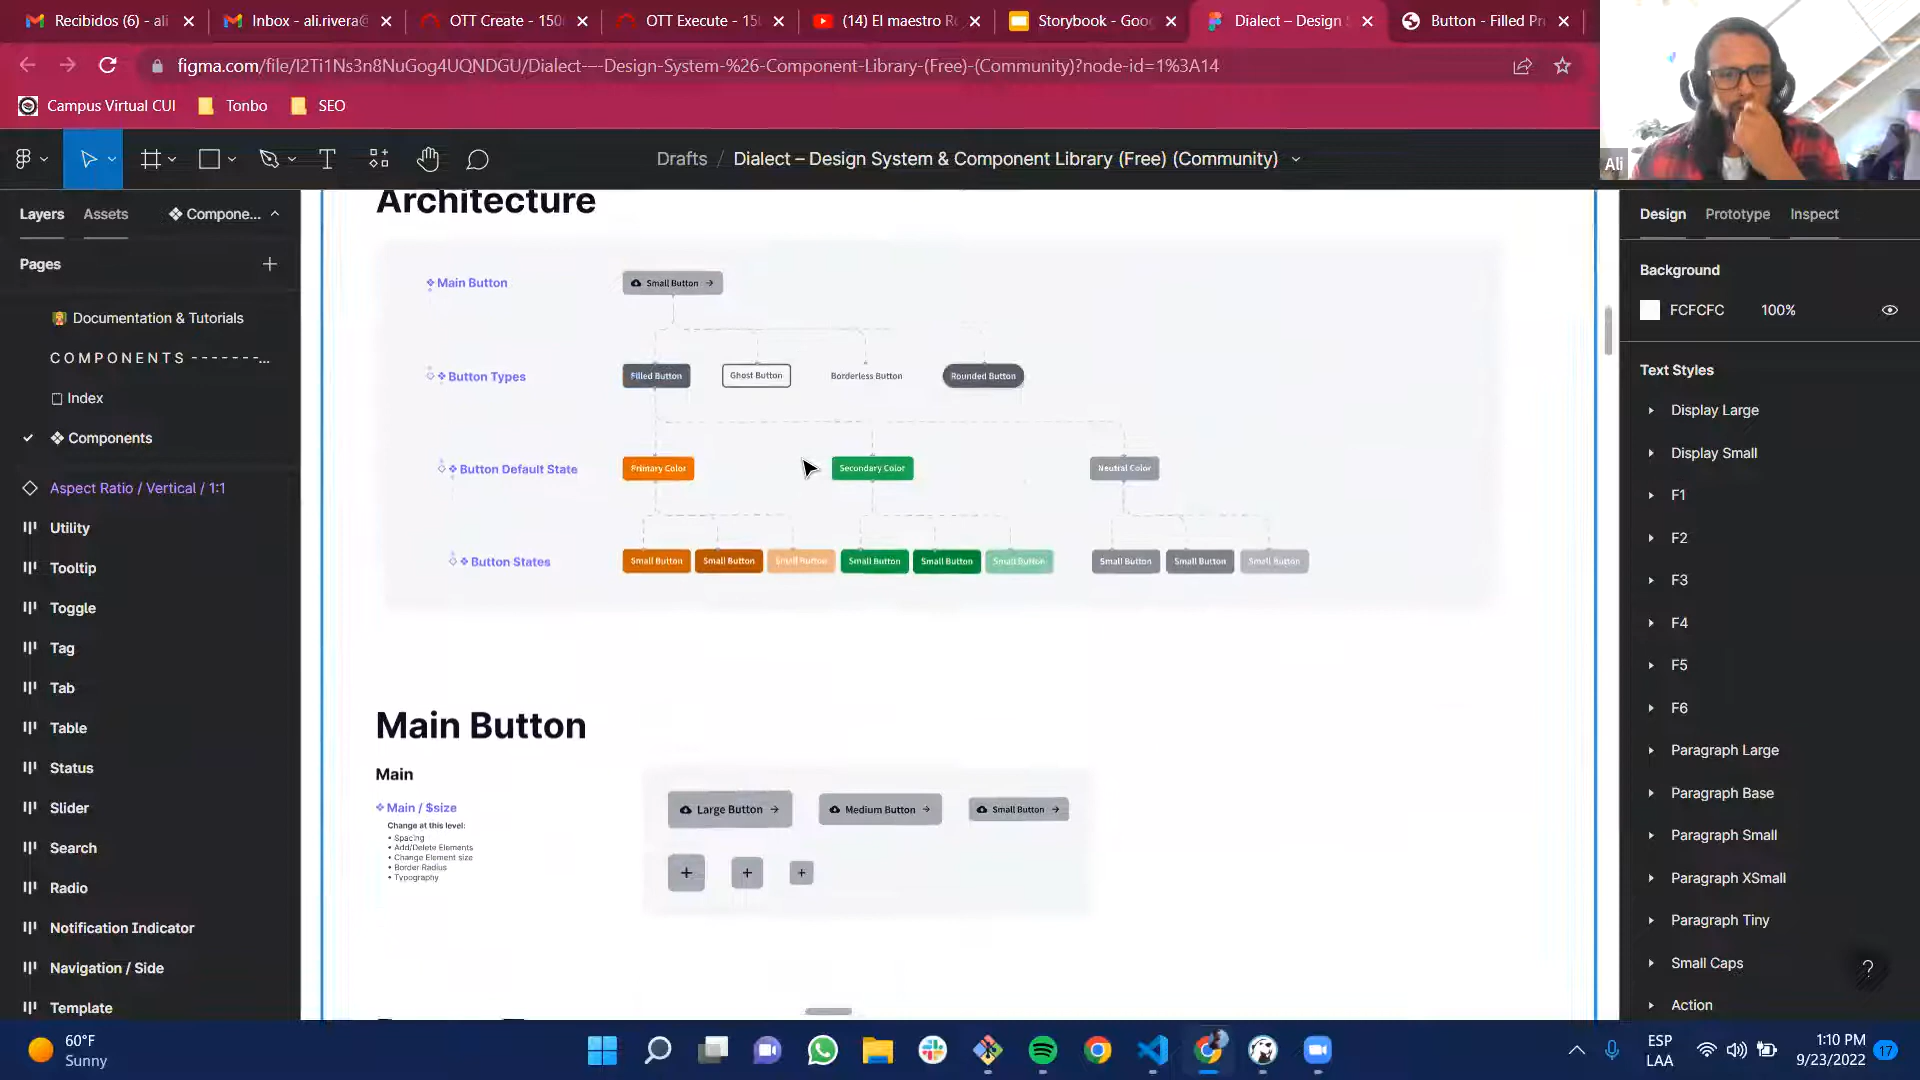 Recibidos (6) - ali
Inbox - ali.rivera@
OTT Create - 150
OTT Execute - 15
(14) El maestro R
Storybook - Goo
Dialect – Design S
Button - Filled Pr
figma.com/file/I2Ti1Ns3n8NuGog4UQNDGU/Dialect-–-Design-System-%26-Component-Library-(Free)-(Community)?node-id=1%3A14
Campus Virtual CUI
Tonbo
SEO
Drafts / Dialect – Design System & Component Library (Free) (Community)
Ali
Layers
Assets
Compone...
Pages
Documentation & Tutorials
C O M P O N E N T S - - - - - - -...
Index
Components
Aspect Ratio / Vertical / 1:1
Utility
Tooltip
Toggle
Tag
Tab
Table
Status
Slider
Search
Radio
Notification Indicator
Navigation / Side
Template
Architecture
Main Button
Small Button
Button Types
Filled Button
Ghost Button
Borderless Button
Rounded Button
Button Default State
Primary Color
Secondary Color
Neutral Color
Button States
Small Button
Small Button
Small Button
Small Button
Small Button
Small Button
Small Button
Small Button
Small Button
Main Button
Main
Main / $size
Change at this level:
• Spacing
• Add/Delete Elements
• Change Element size
• Border Radius
• Typography
Large Button
Medium Button
Small Button
Design
Prototype
Inspect
Background
FCFCFC
100%
Text Styles
Display Large
Display Small
F1
F2
F3
F4
F5
F6
Paragraph Large
Paragraph Base
Paragraph Small
Paragraph XSmall
Paragraph Tiny
Small Caps
Action
?
60°F
Sunny
ESP
LAA
1:10 PM
9/23/2022
17